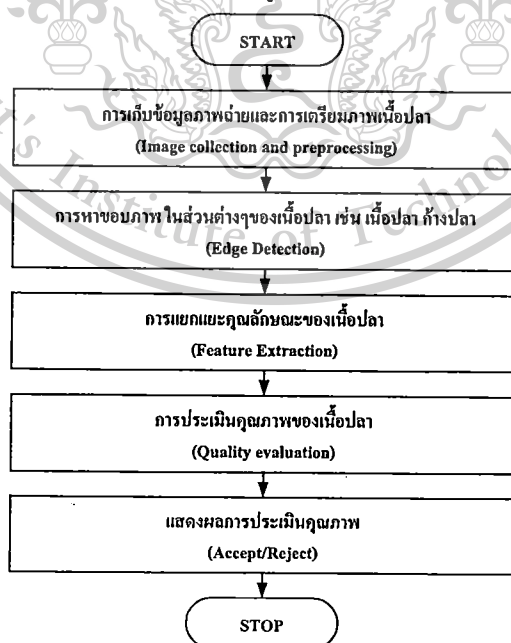 START
การเก็บข้อมูลภาพถ่ายและการเตรียมภาพเนื้อปลา
(Image collection and preprocessing)
การหาขอบภาพ ในส่วนต่างๆของเนื้อปลา เช่น เนื้อปลา ก้างปลา
(Edge Detection)
การแยกแยะคุณลักษณะของเนื้อปลา
(Feature Extraction)
การประเมินคุณภาพของเนื้อปลา
(Quality evaluation)
แสดงผลการประเมินคุณภาพ
(Accept/Reject)
STOP
's Institute of Technol